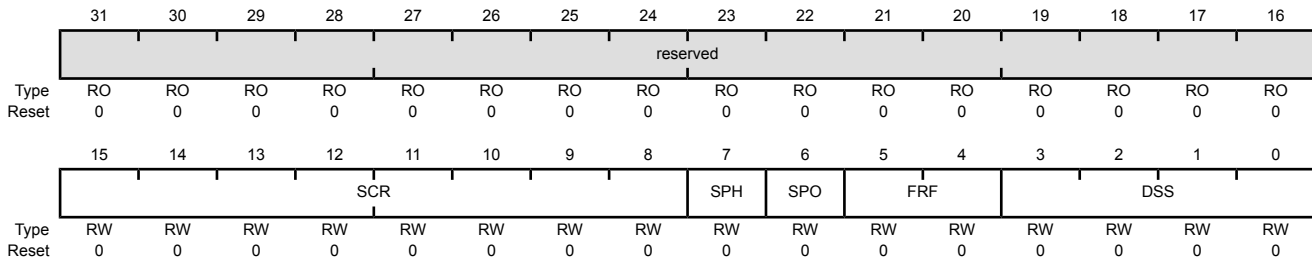 31 30 29 28 27 26 25 24 23 22 21 20 19 18 17 16
reserved
Type RO RO RO RO RO RO RO RO RO RO RO RO RO RO RO RO
Reset 0 0 0 0 0 0 0 0 0 0 0 0 0 0 0 0
15 14 13 12 11 10 9 8 7 6 5 4 3 2 1 0
SCR SPH SPO FRF DSS
Type RW RW RW RW RW RW RW RW RW RW RW RW RW RW RW RW
Reset 0 0 0 0 0 0 0 0 0 0 0 0 0 0 0 0